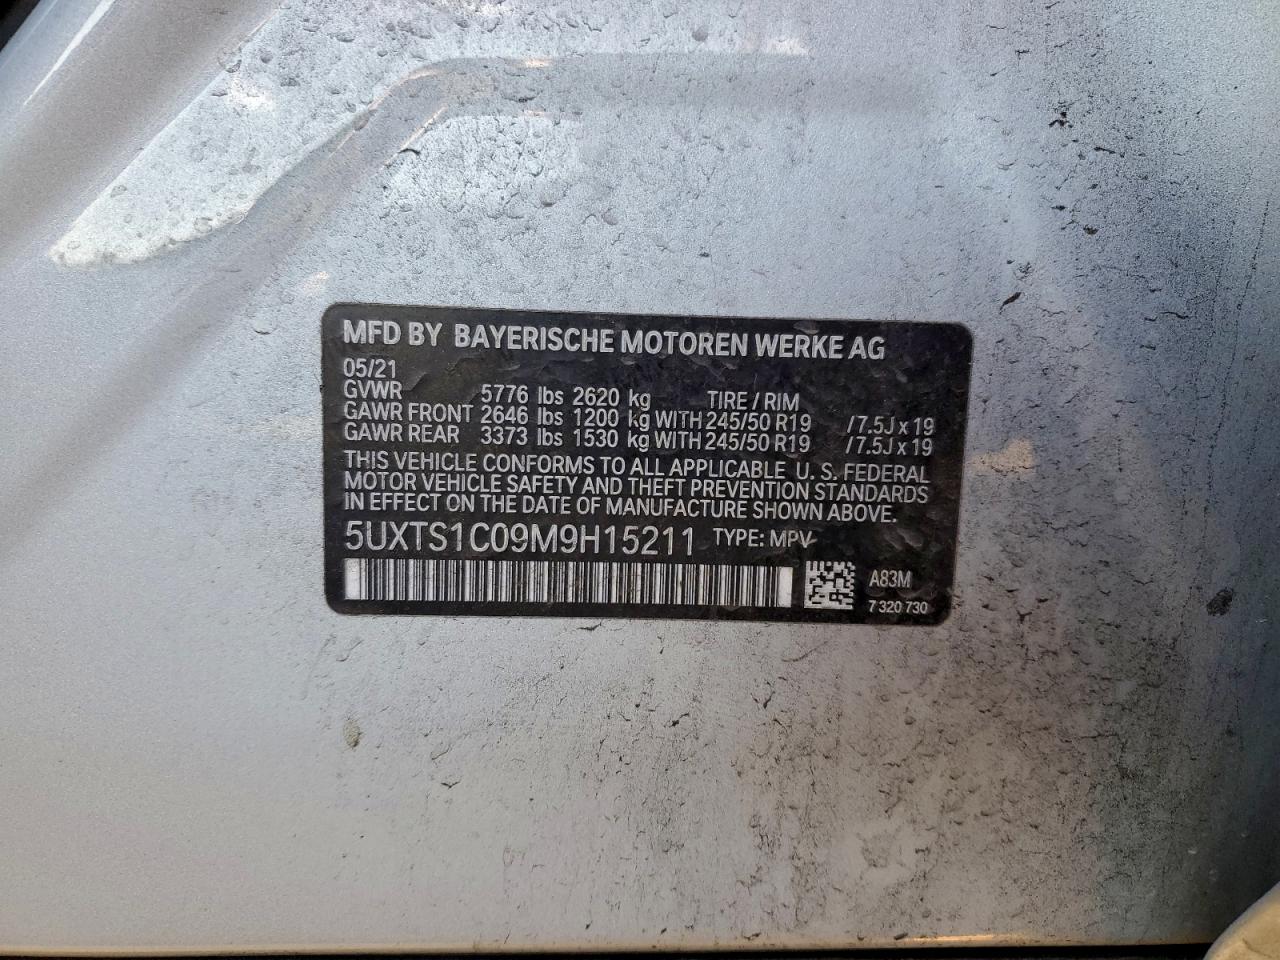 MFD BY BAYERISCHE MOTOREN WERKE AG
05/21
GVWR 5776 lbs 2620 kg TIRE / RIM
GAWR FRONT 2646 lbs 1200 kg WITH 245/50 R19 /7.5J x 19
GAWR REAR 3373 lbs 1530 kg WITH 245/50 R19 /7.5J x 19
THIS VEHICLE CONFORMS TO ALL APPLICABLE U. S. FEDERAL
MOTOR VEHICLE SAFETY AND THEFT PREVENTION STANDARDS
IN EFFECT ON THE DATE OF MANUFACTURE SHOWN ABOVE.
5UXTS1C09M9H15211 TYPE: MPV
A83M
7 320 730